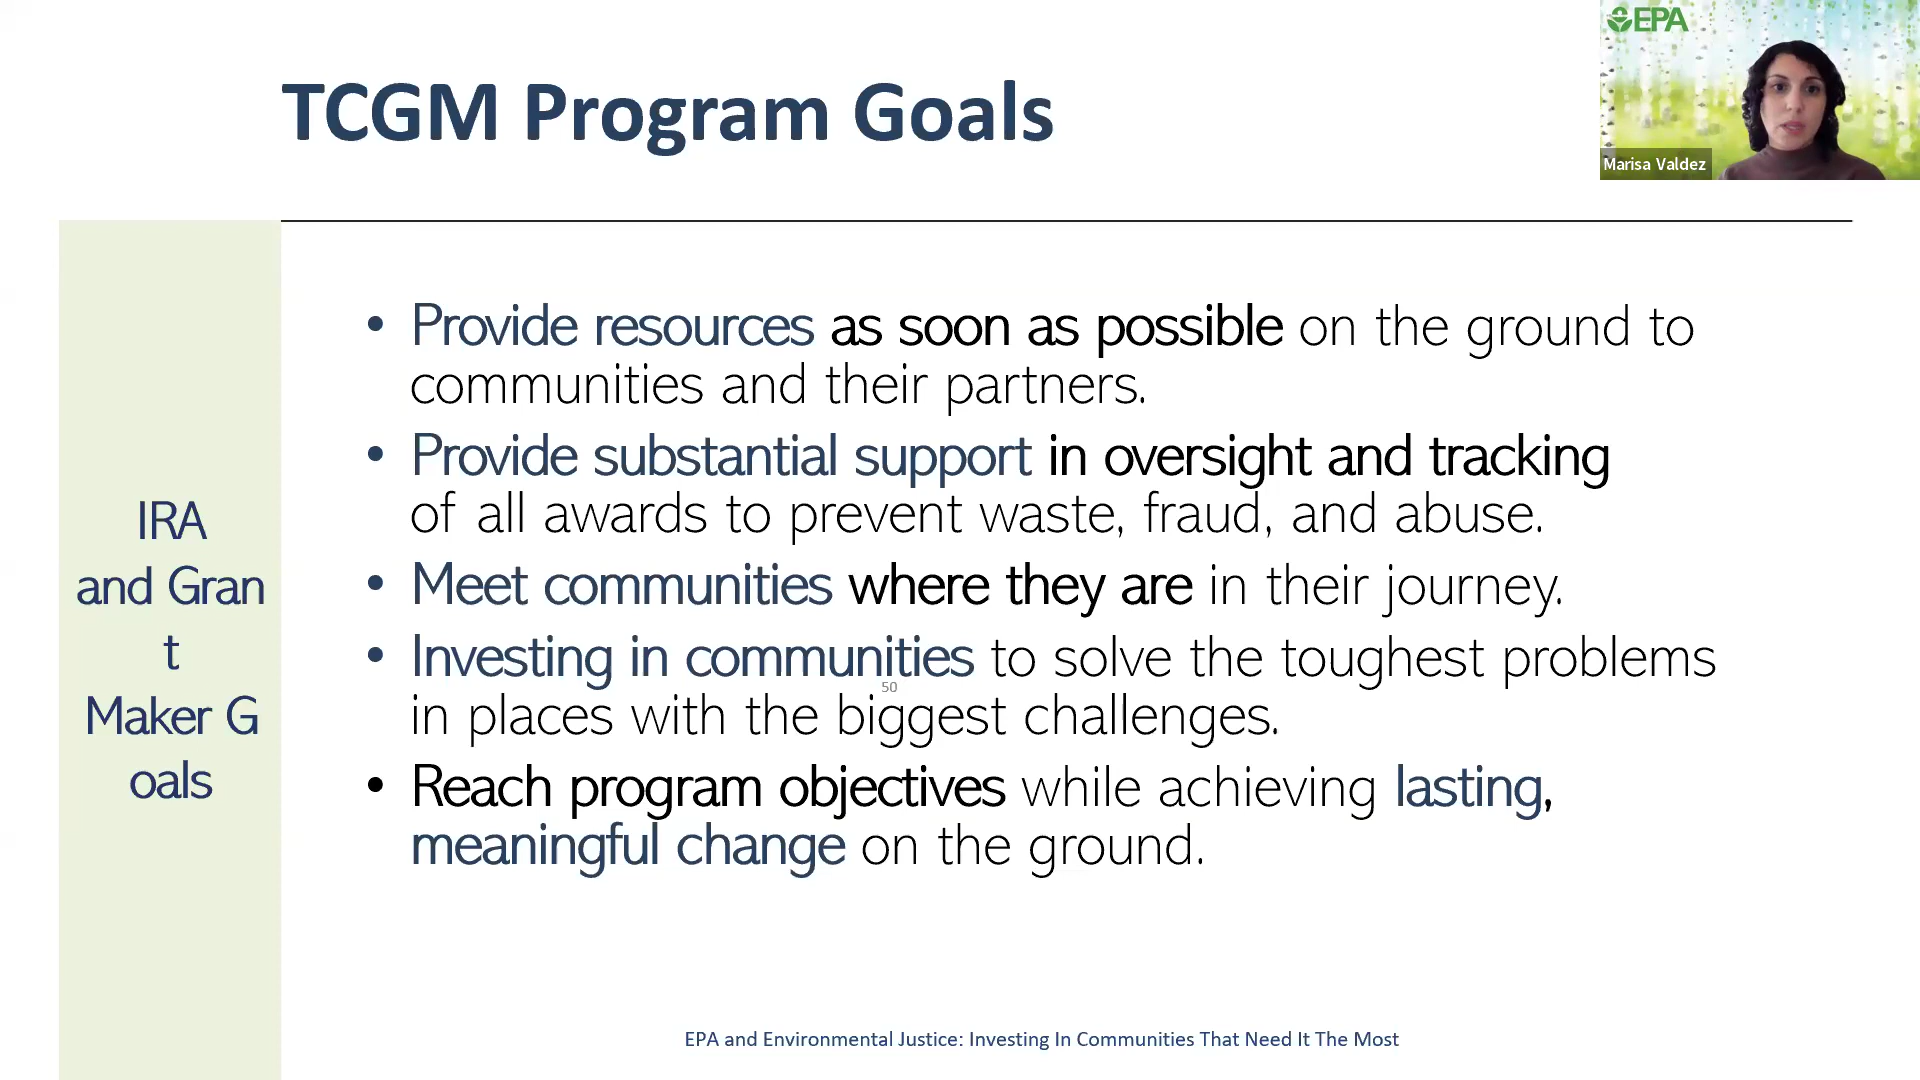 EPA
Marisa Valdez
TCGM Program Goals
IRA
and Gran
t
Maker G
oals
• Provide resources as soon as possible on the ground to
communities and their partners.
• Provide substantial support in oversight and tracking
of all awards to prevent waste, fraud, and abuse.
• Meet communities where they are in their journey.
• Investing in communities to solve the toughest problems
50
in places with the biggest challenges.
• Reach program objectives while achieving lasting,
meaningful change on the ground.
EPA and Environmental Justice: Investing In Communities That Need It The Most